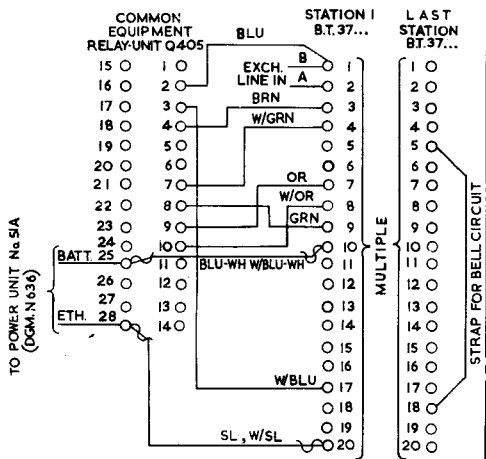 COMMON
EQUIPMENT
RELAY-UNIT Q405
STATION I
B.T. 37...
LAST
STATION
B.T. 37...
BLU
EXCH. B
LINE IN A
BRN
W/GRN
OR
W/OR
GRN
BLU-WH W/BLU-WH
W/BLU
SL, W/SL
15 1
16 2
17 3
18 4
19 5
20 6
21 7
22 8
23 9
24 10
BATT. 25 11
26 12
27 13
ETH. 28 14
1
2
3
4
5
6
7
8
9
10
11
12
13
14
15
16
17
18
19
20
MULTIPLE
1
2
3
4
5
6
7
8
9
10
11
12
13
14
15
16
17
18
19
20
STRAP FOR BELL CIRCUIT
TO POWER UNIT No. 51A
(DGM. N 636)